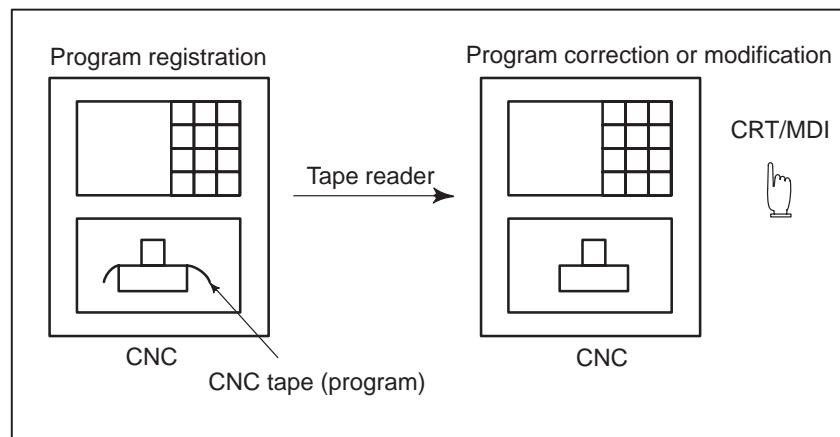 Program registration
Program correction or modification
CRT/MDI
Tape reader
CNC
CNC
CNC tape (program)